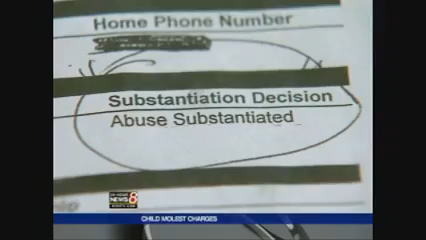 Home Phone Number
Substantiation Decision
Abuse Substantiated
NEWS 8
CHILD MOLEST CHARGES